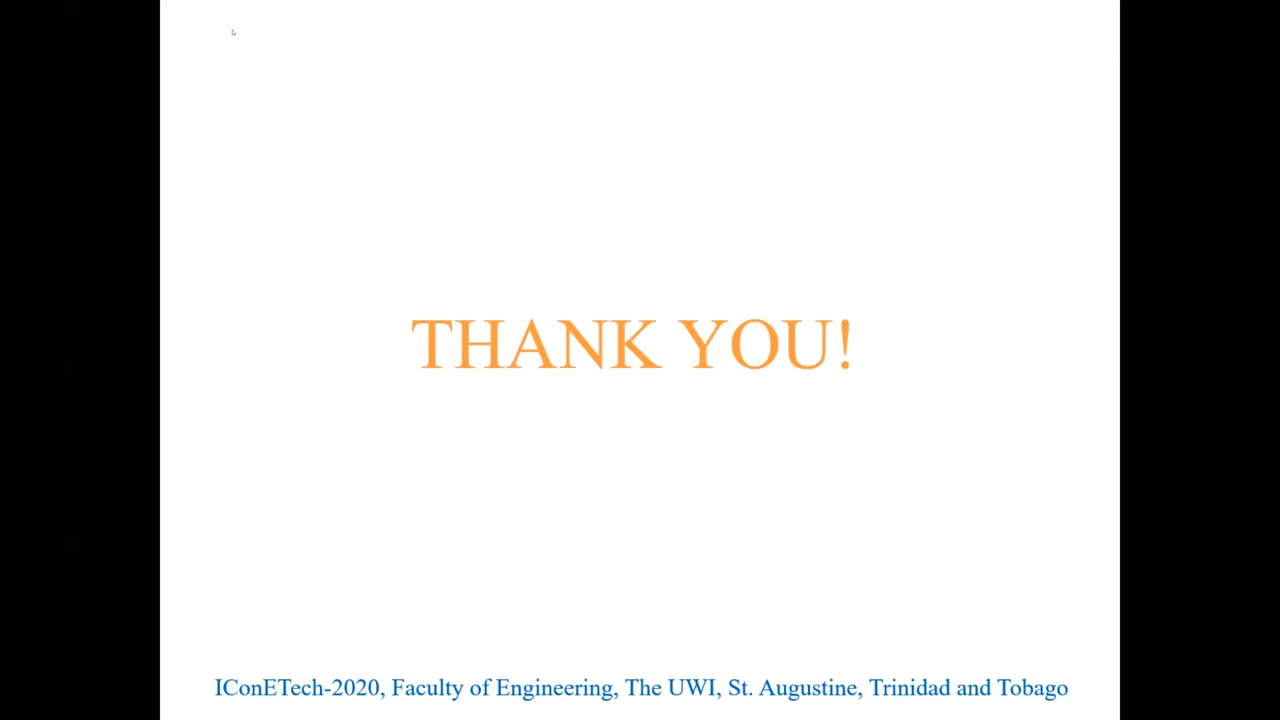 THANK YOU!
IConETech-2020, Faculty of Engineering, The UWI, St. Augustine, Trinidad and Tobago